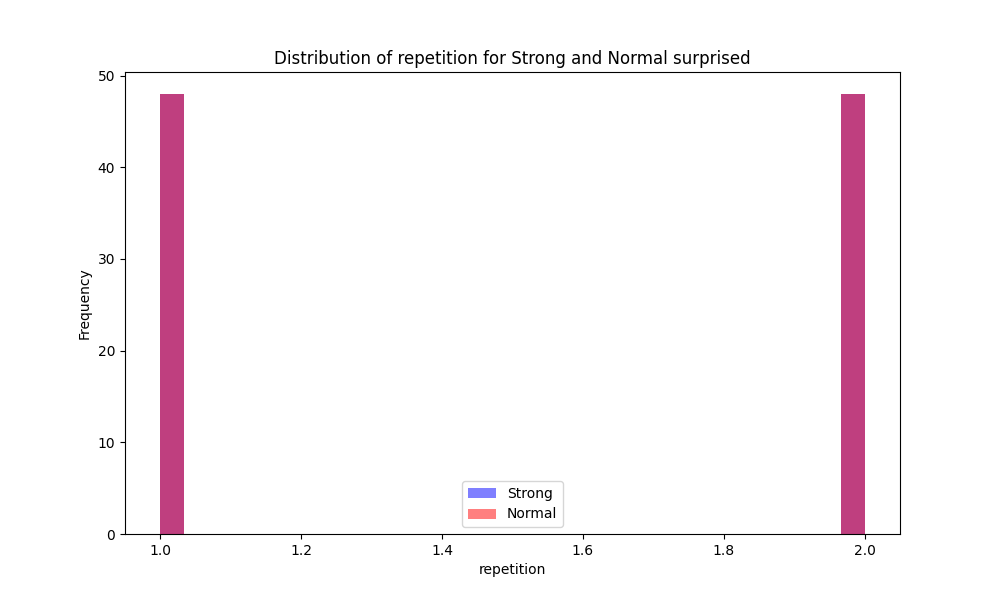 Distribution of repetition for Strong and Normal surprised
50
40
30
20
10
0
Frequency
1.0 1.2 1.4 1.6 1.8 2.0
repetition
Strong
Normal